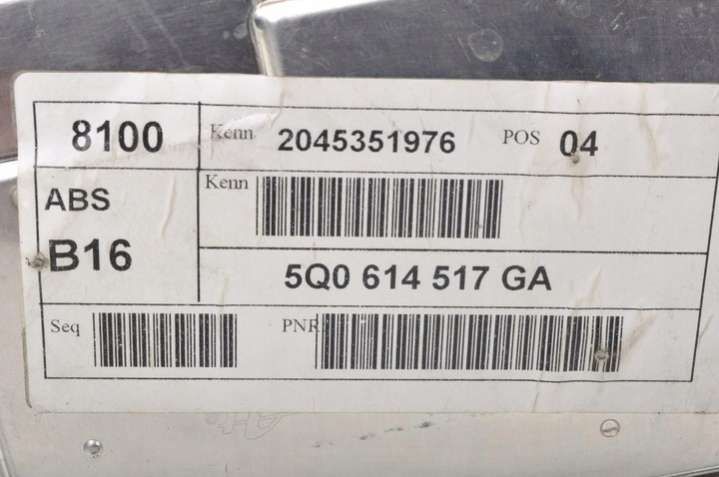 8100 Kenn 2045351976 POS 04
ABS Kenn
B16
5Q0 614 517 GA
Seq PNR